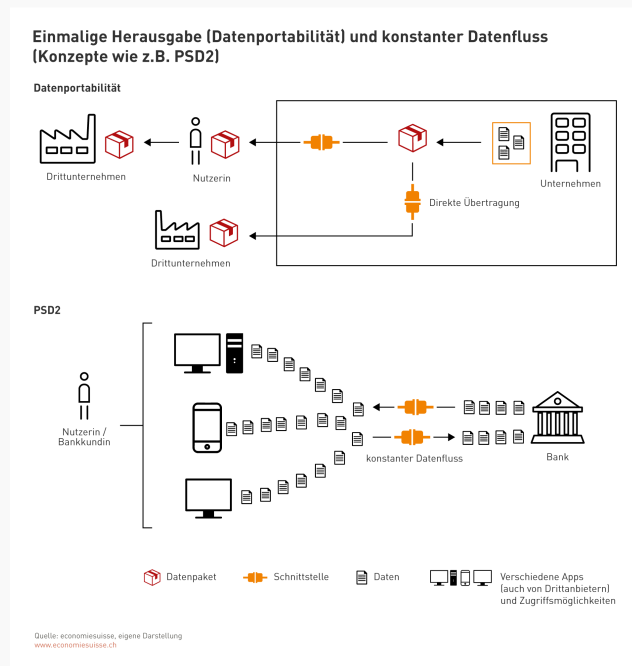 Einmalige Herausgabe (Datenportabilität) und konstanter Datenfluss
(Konzepte wie z.B. PSD2)
Datenportabilität
Drittunternehmen
Nutzerin
Unternehmen
Direkte Übertragung
Drittunternehmen
PSD2
Nutzerin /
Bankkundin
konstanter Datenfluss
Bank
Datenpaket
Schnittstelle
Daten
Verschiedene Apps
(auch von Drittanbietern)
und Zugriffsmöglichkeiten
Quelle: economiesuisse, eigene Darstellung
www.economiesuisse.ch